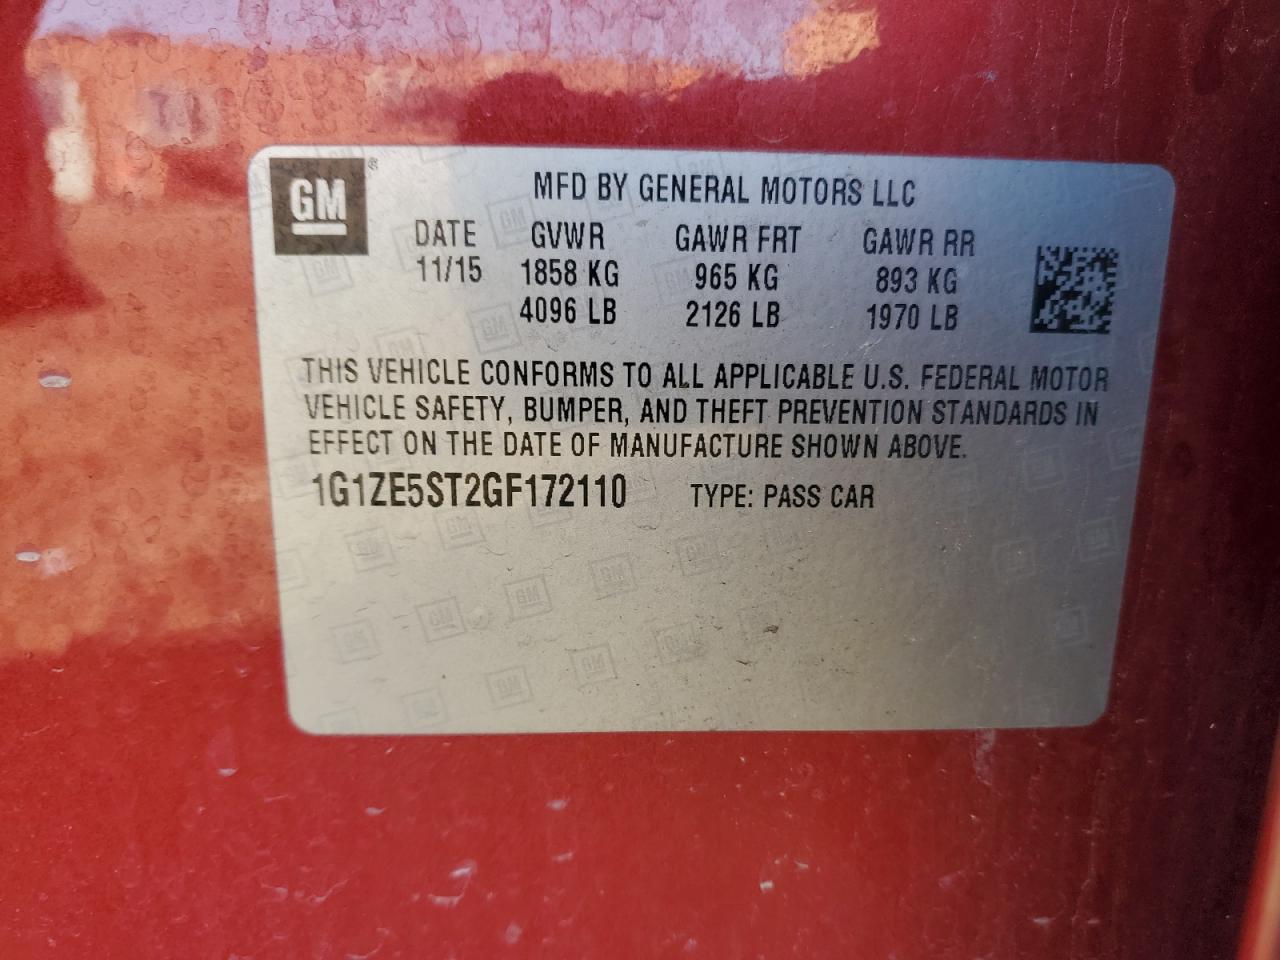 GM ®
MFD BY GENERAL MOTORS LLC
DATE GVWR GAWR FRT GAWR RR
11/15 1858 KG 965 KG 893 KG
4096 LB 2126 LB 1970 LB
THIS VEHICLE CONFORMS TO ALL APPLICABLE U.S. FEDERAL MOTOR
VEHICLE SAFETY, BUMPER, AND THEFT PREVENTION STANDARDS IN
EFFECT ON THE DATE OF MANUFACTURE SHOWN ABOVE.
1G1ZE5ST2GF172110 TYPE: PASS CAR